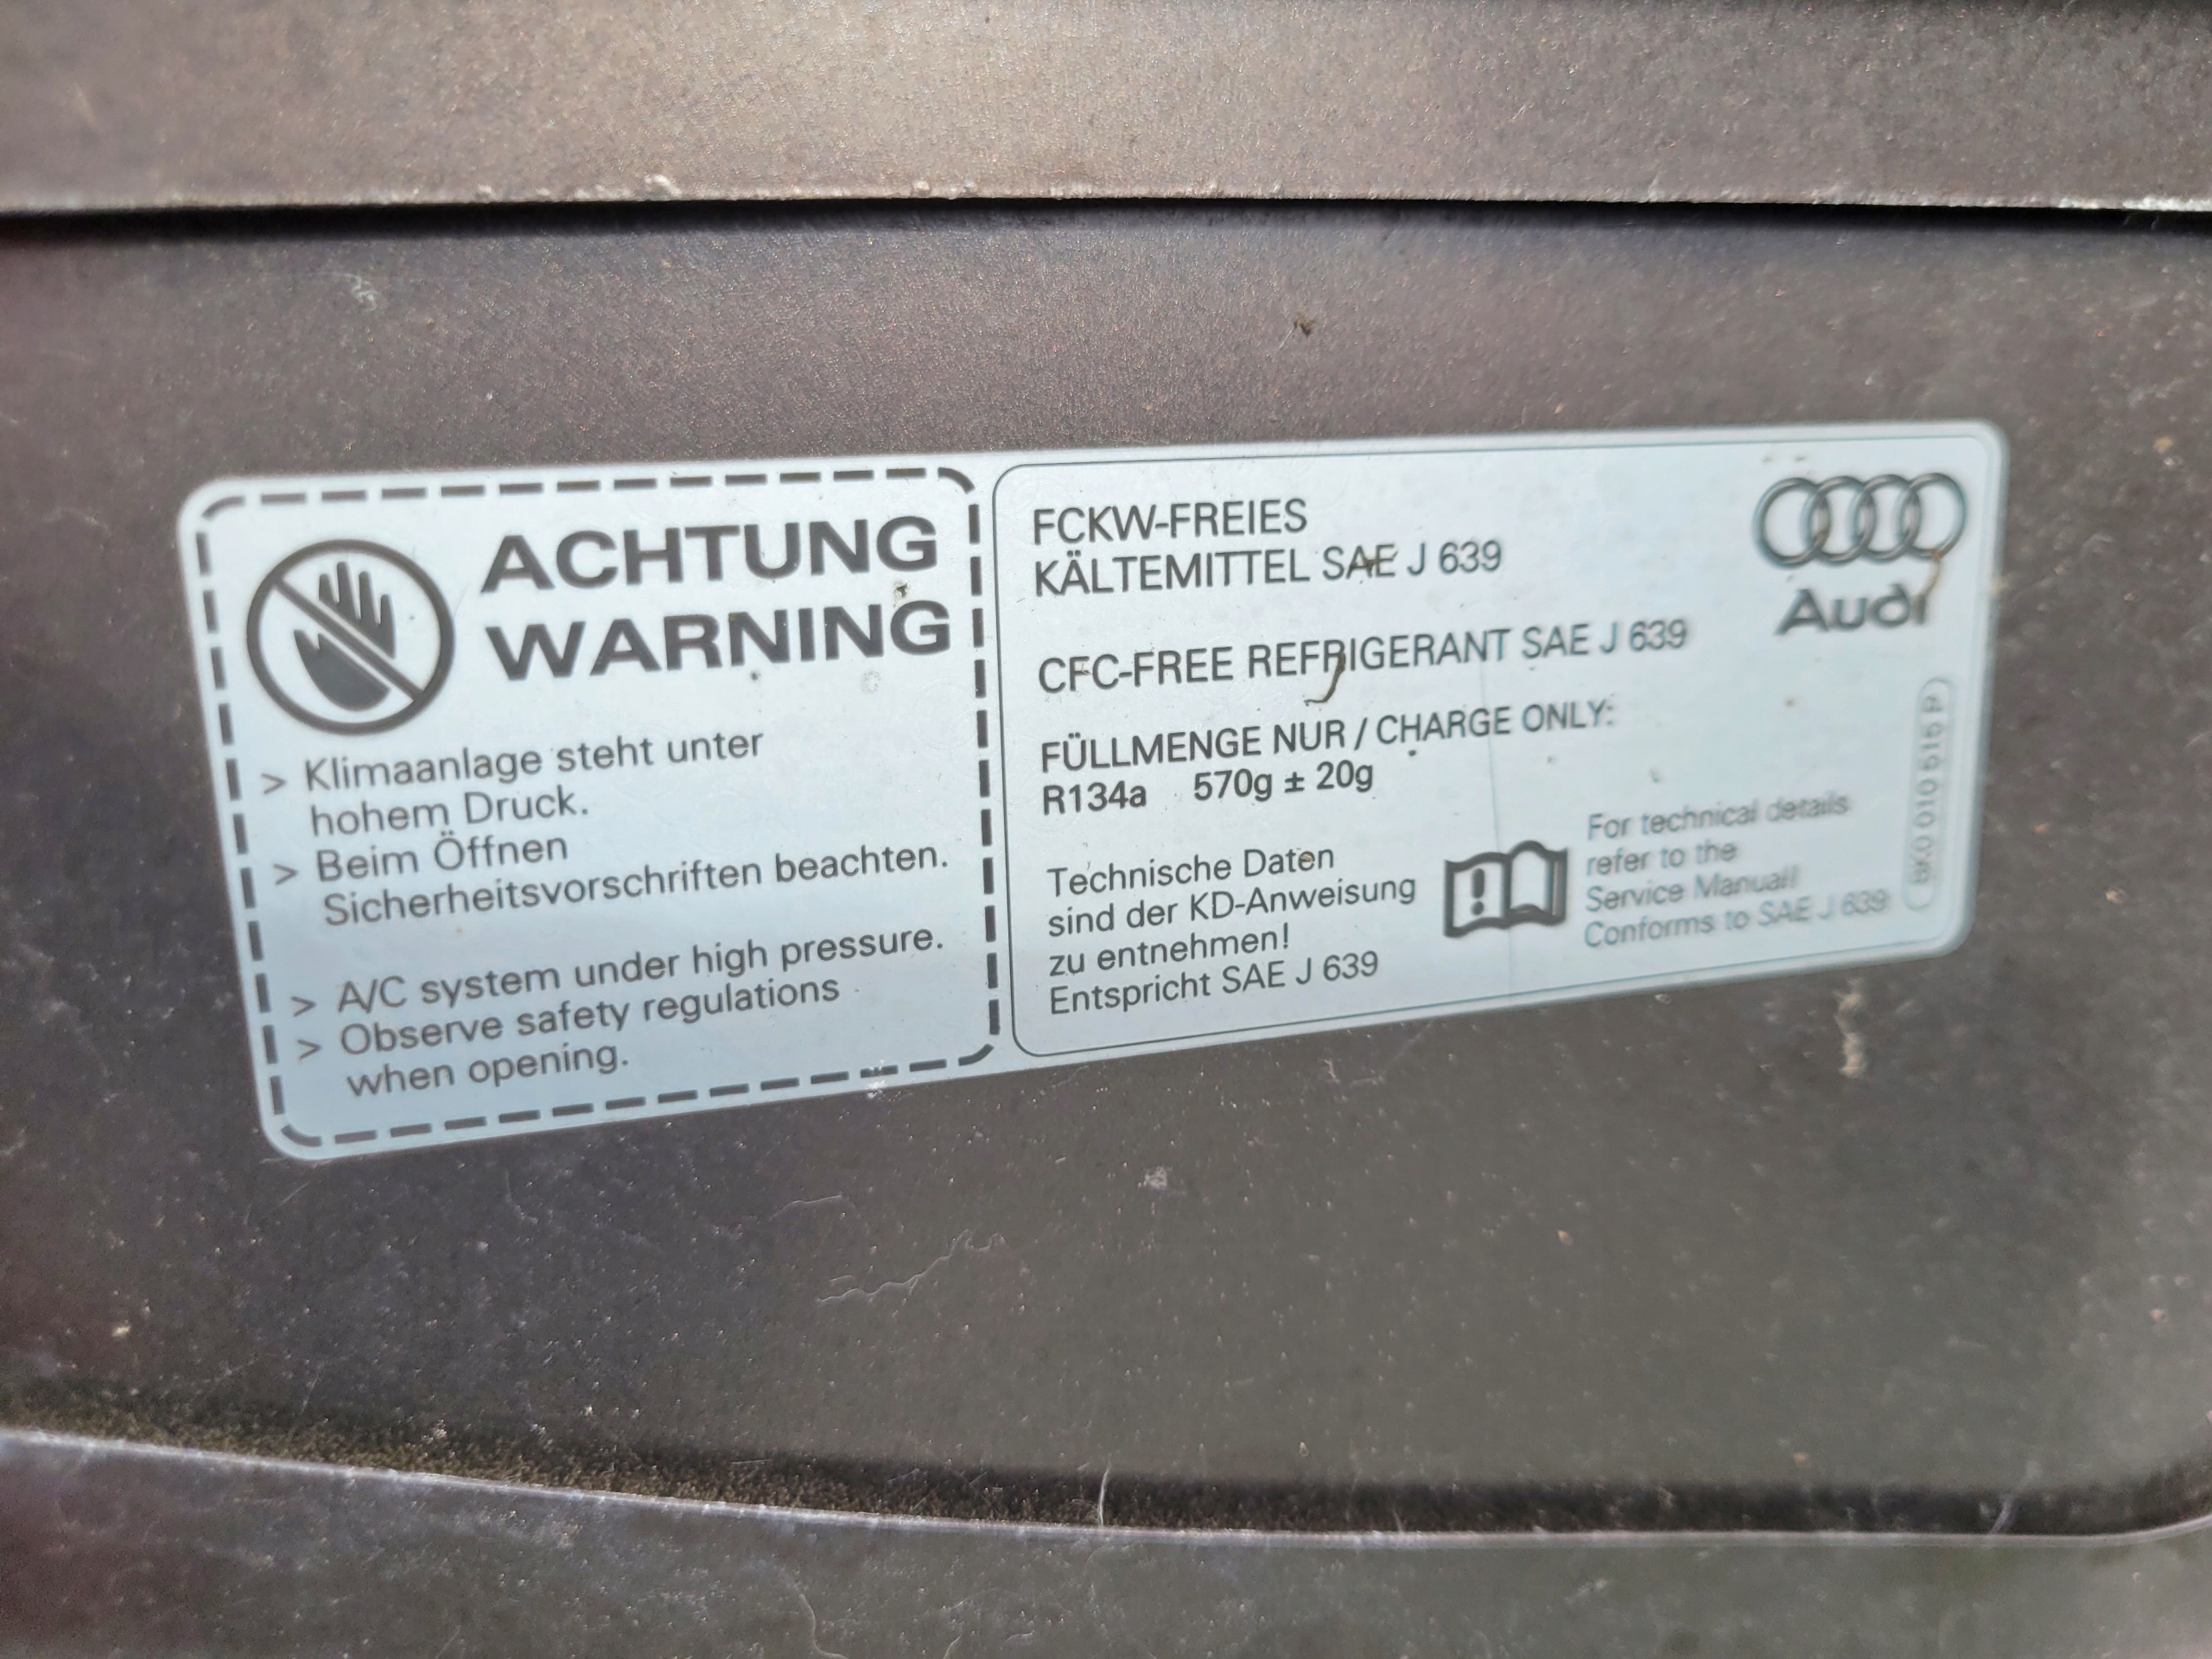 ACHTUNG
WARNING
> Klimaanlage steht unter
hohem Druck.
> Beim Öffnen
Sicherheitsvorschriften beachten.
> A/C system under high pressure.
> Observe safety regulations
when opening.
FCKW-FREIES
KÄLTEMITTEL SAE J 639
CFC-FREE REFRIGERANT SAE J 639
FÜLLMENGE NUR / CHARGE ONLY:
R134a 570g ± 20g
Technische Daten
sind der KD-Anweisung
zu entnehmen!
Entspricht SAE J 639
For technical details
refer to the
Service Manual!
Conforms to SAE J 639
Audi
8K0 010 515 P